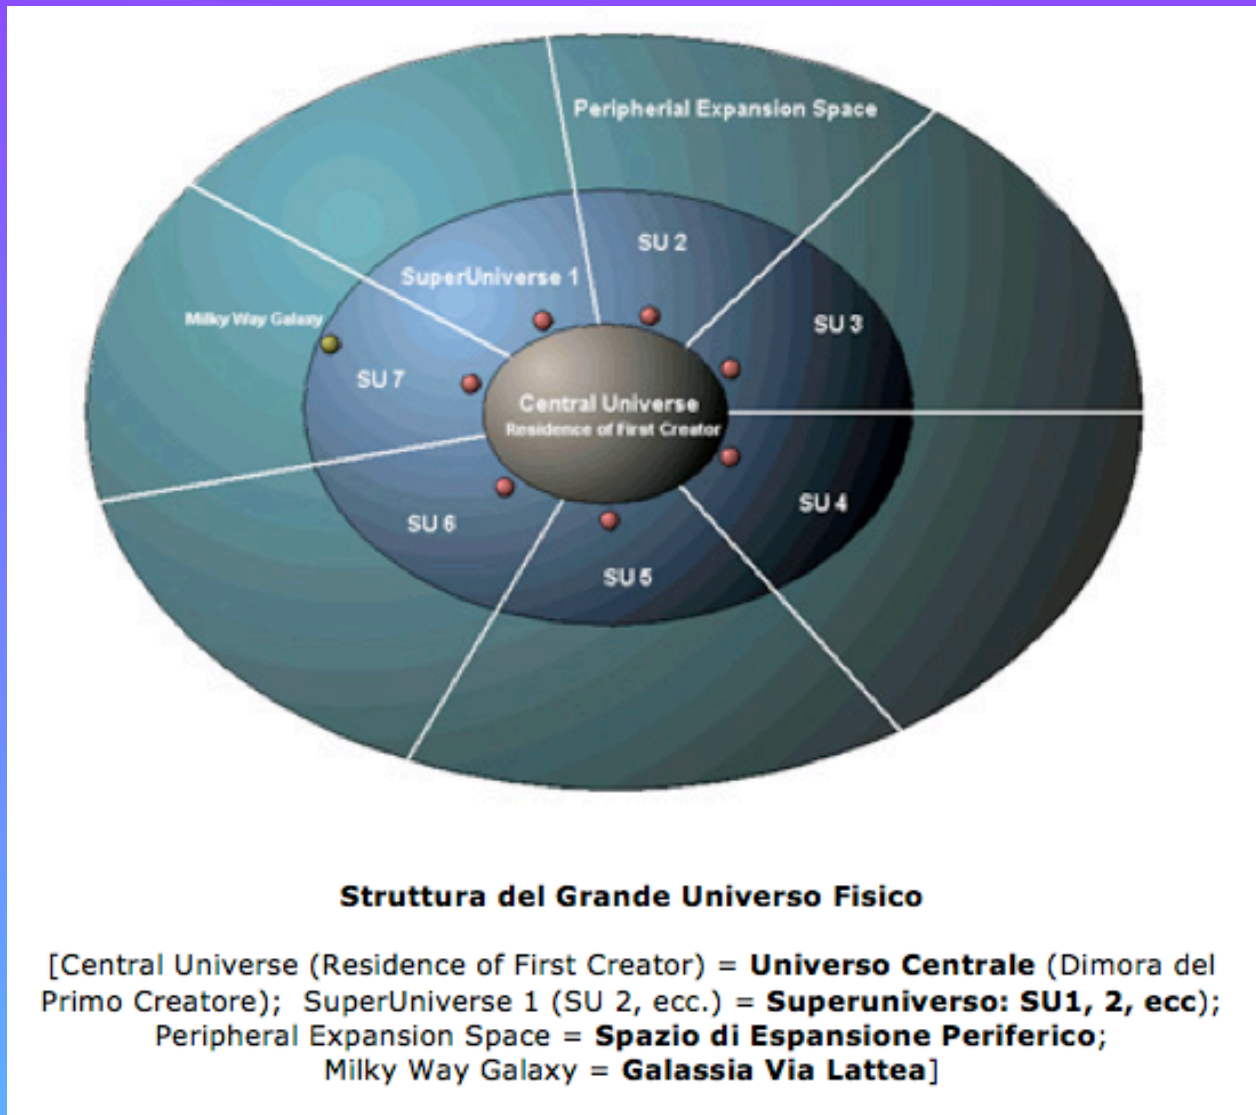 Peripherial Expansion Space
SU 2
SuperUniverse 1
Milky Way Galaxy
SU 3
SU 7
Central Universe
Residence of First Creator
SU 4
SU 6
SU 5
Struttura del Grande Universo Fisico
[Central Universe (Residence of First Creator) = Universo Centrale (Dimora del
Primo Creatore);  SuperUniverse 1 (SU 2, ecc.) = Superuniverso: SU1, 2, ecc);
Peripheral Expansion Space = Spazio di Espansione Periferico;
Milky Way Galaxy = Galassia Via Lattea]